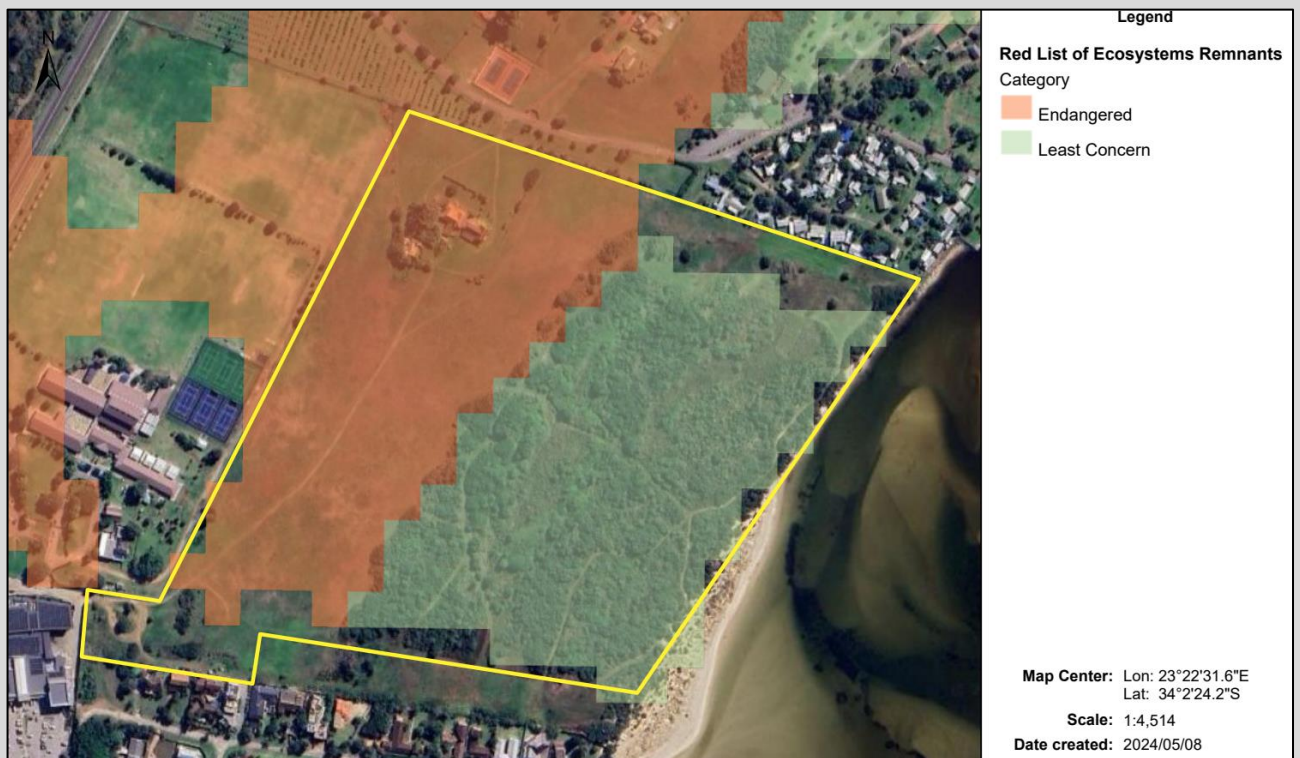 N
Legend
Red List of Ecosystems Remnants
Category
Endangered
Least Concern
Map Center: Lon: 23°22'31.6"E
Lat: 34°2'24.2"S
Scale: 1:4,514
Date created: 2024/05/08